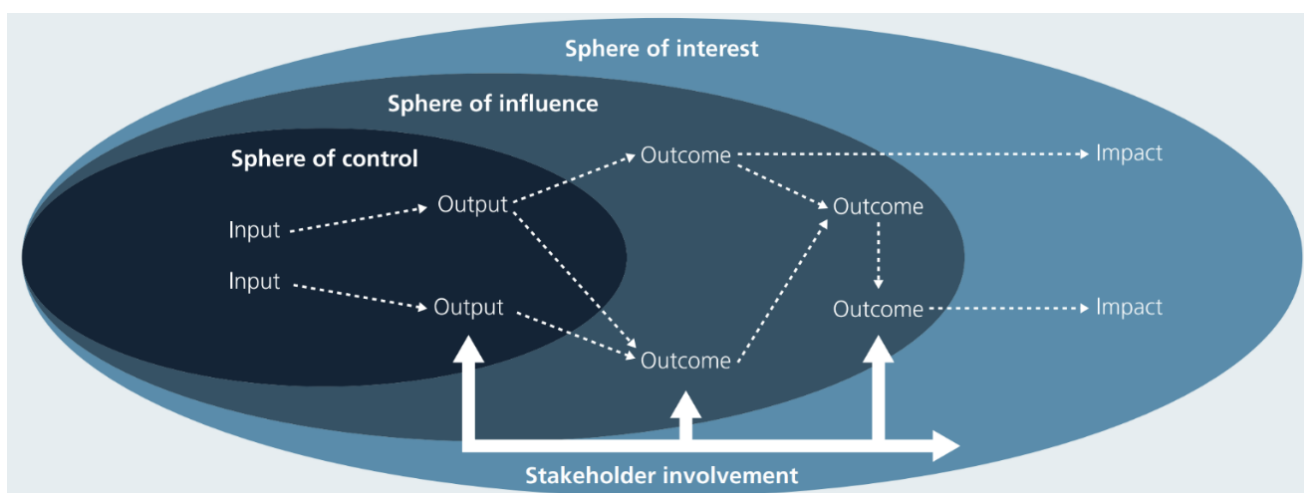 Sphere of interest
Sphere of influence
Sphere of control
Outcome
Impact
Output
Outcome
Input
Input
Output
Outcome
Impact
Outcome
Stakeholder involvement